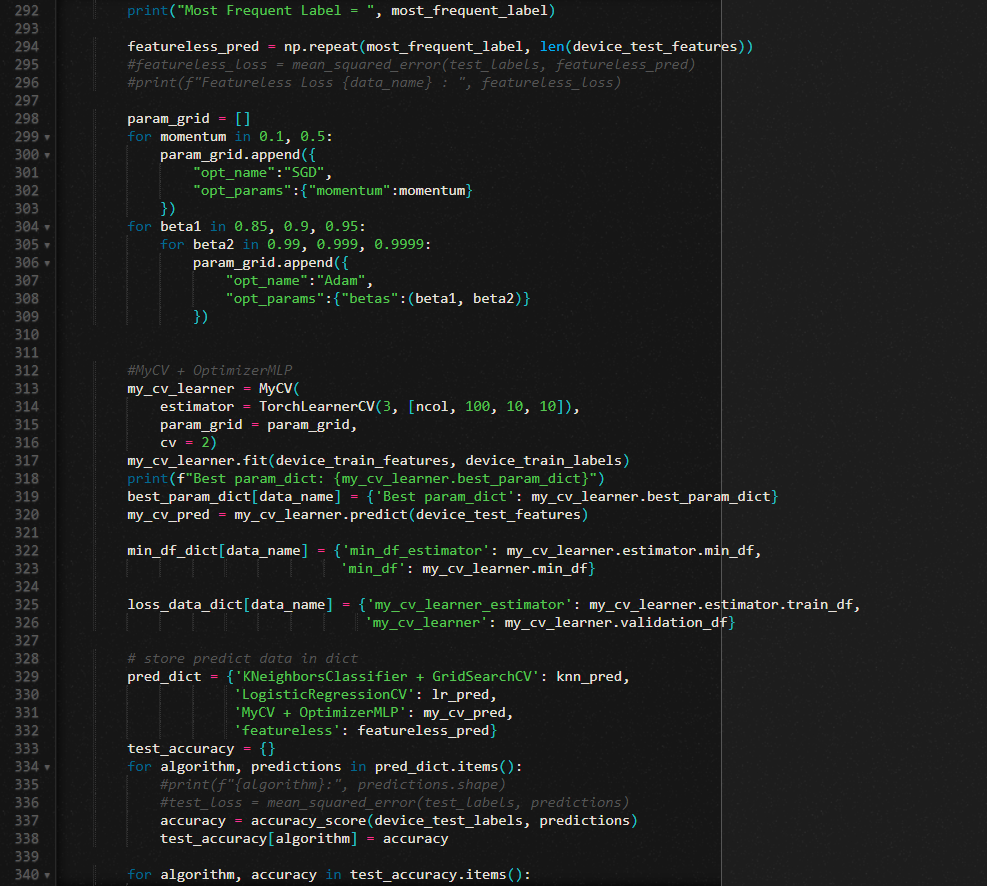 292 print("Most Frequent Label = ", most_frequent_label)
293
294 featureless_pred = np.repeat(most_frequent_label, len(device_test_features))
295 #featureless_loss = mean_squared_error(test_labels, featureless_pred)
296 #print(f"Featureless Loss {data_name} : ", featureless_loss)
297
298 param_grid = []
299 for momentum in 0.1, 0.5:
300 param_grid.append({
301 "opt_name":"SGD",
302 "opt_params":{"momentum":momentum}
303 })
304 for beta1 in 0.85, 0.9, 0.95:
305 for beta2 in 0.99, 0.999, 0.9999:
306 param_grid.append({
307 "opt_name":"Adam",
308 "opt_params":{"betas":(beta1, beta2)}
309 })
310
311
312 #MyCV + OptimizerMLP
313 my_cv_learner = MyCV(
314 estimator = TorchLearnerCV(3, [ncol, 100, 10, 10]),
315 param_grid = param_grid,
316 cv = 2)
317 my_cv_learner.fit(device_train_features, device_train_labels)
318 print(f"Best param_dict: {my_cv_learner.best_param_dict}")
319 best_param_dict[data_name] = {'Best param_dict': my_cv_learner.best_param_dict}
320 my_cv_pred = my_cv_learner.predict(device_test_features)
321
322 min_df_dict[data_name] = {'min_df_estimator': my_cv_learner.estimator.min_df,
323 'min_df': my_cv_learner.min_df}
324
325 loss_data_dict[data_name] = {'my_cv_learner_estimator': my_cv_learner.estimator.train_df,
326 'my_cv_learner': my_cv_learner.validation_df}
327
328 # store predict data in dict
329 pred_dict = {'KNeighborsClassifier + GridSearchCV': knn_pred,
330 'LogisticRegressionCV': lr_pred,
331 'MyCV + OptimizerMLP': my_cv_pred,
332 'featureless': featureless_pred}
333 test_accuracy = {}
334 for algorithm, predictions in pred_dict.items():
335 #print(f"{algorithm}:", predictions.shape)
336 #test_loss = mean_squared_error(test_labels, predictions)
337 accuracy = accuracy_score(device_test_labels, predictions)
338 test_accuracy[algorithm] = accuracy
339
340 for algorithm, accuracy in test_accuracy.items():